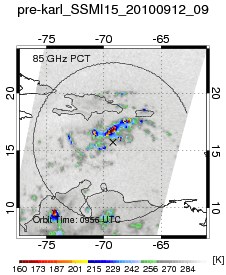 pre-karl_SSMI15_20100912_09
-75 -70 -65
85 GHz PCT
20 20
15 15
10 10
Orbit Time: 0956 UTC
-75 -70 -65
[K]
160 173 187 201 215 229 242 256 270 284